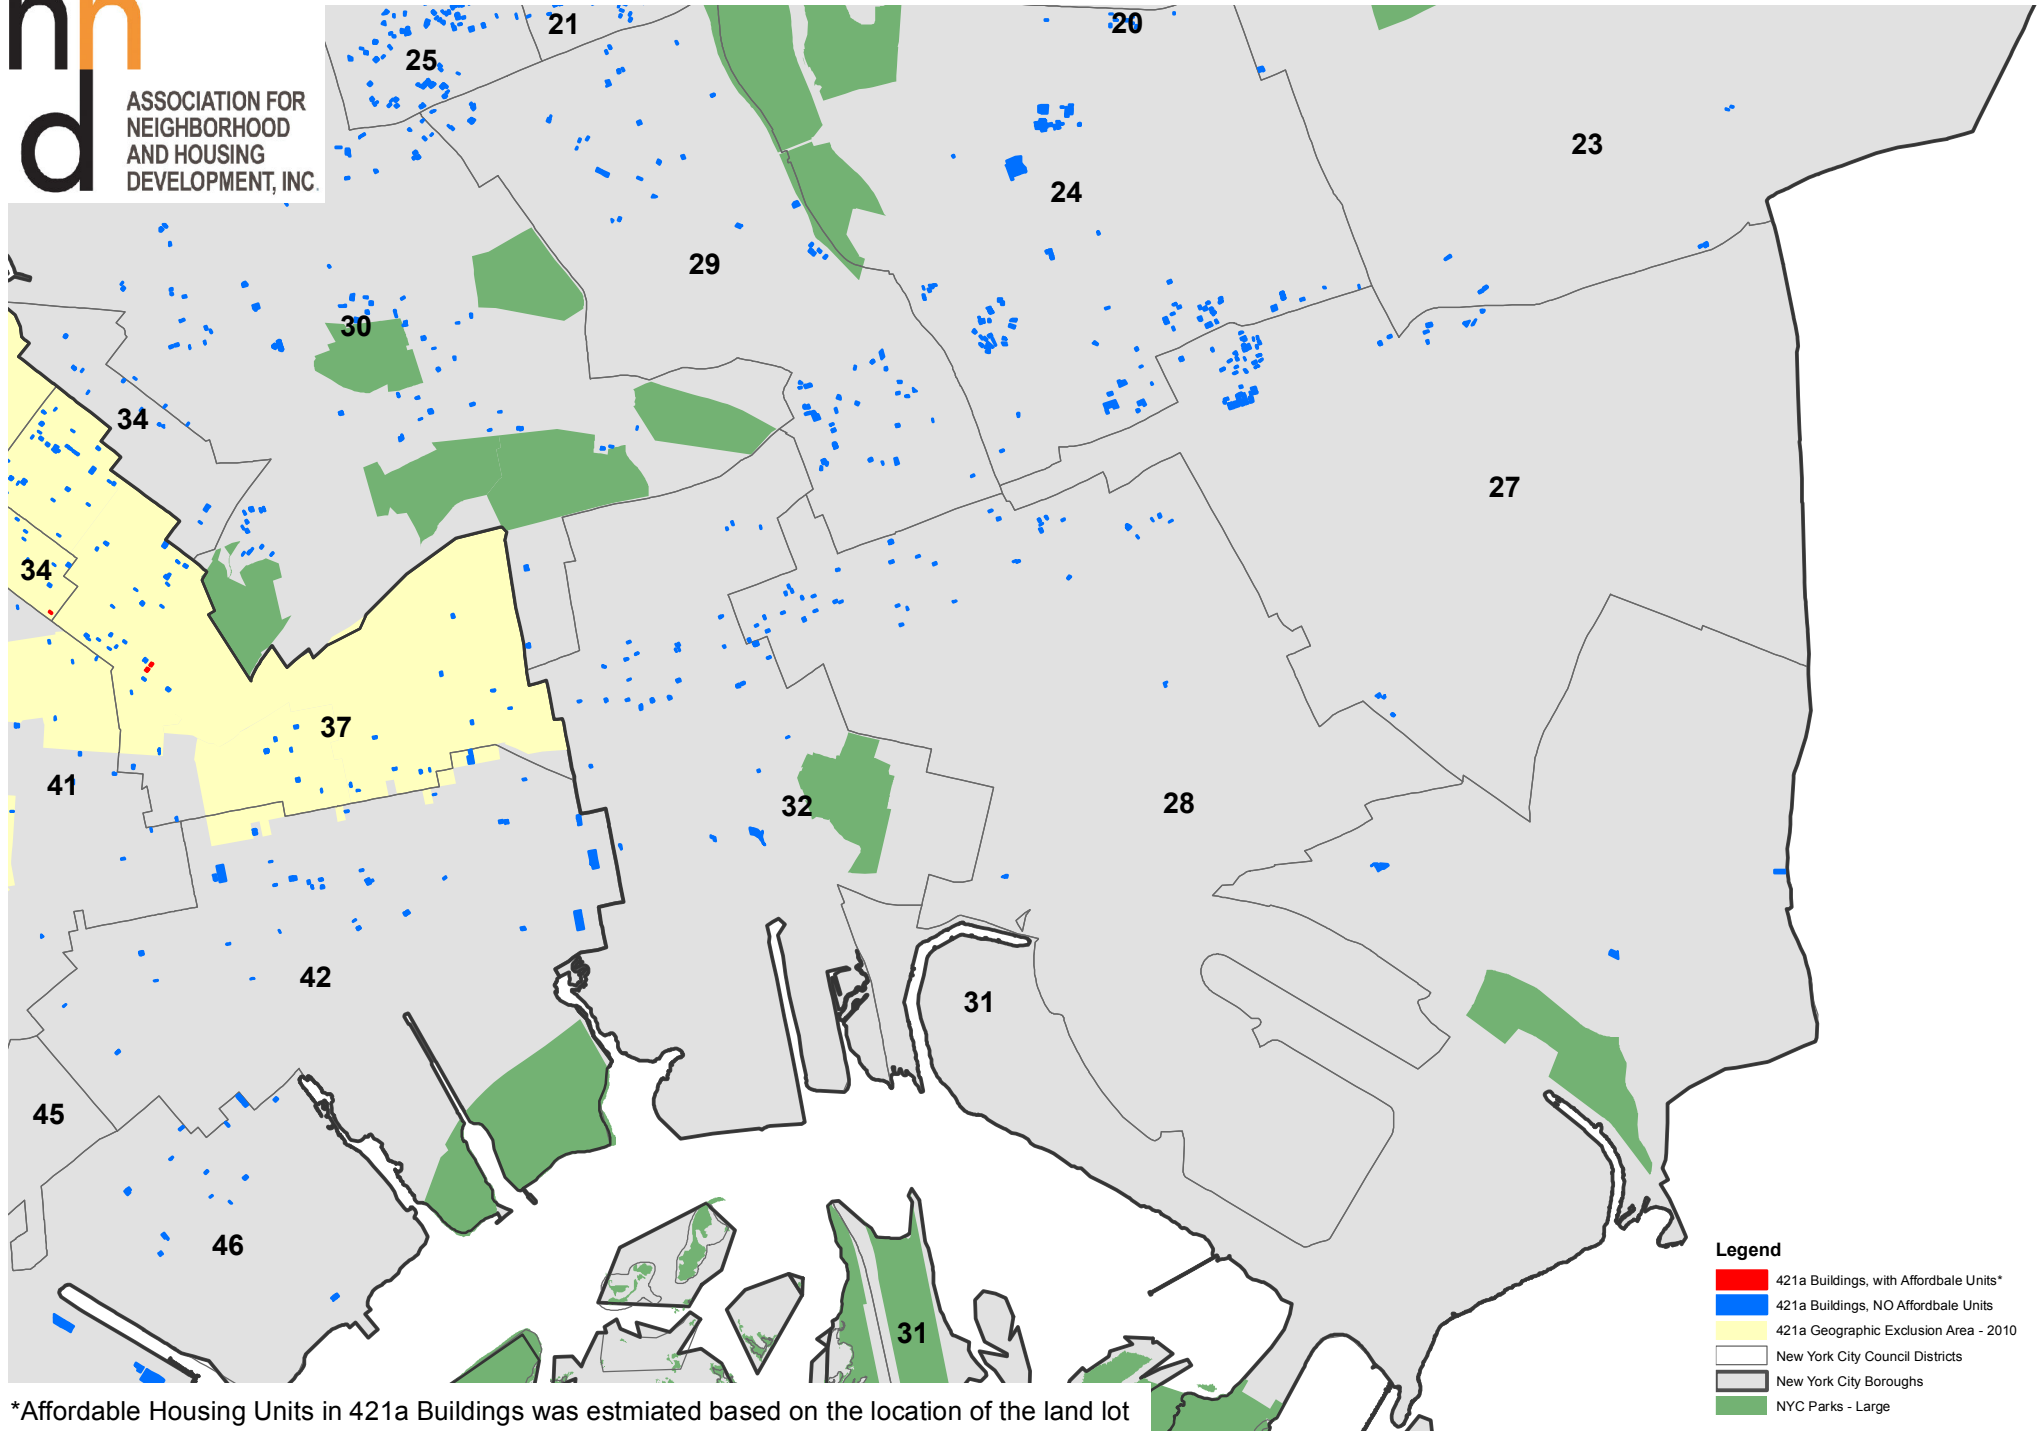 nn
d
ASSOCIATION FOR
NEIGHBORHOOD
AND HOUSING
DEVELOPMENT, INC.
21
20
25
23
24
29
30
34
27
34
37
41
32
28
42
31
45
46
31
Legend
421a Buildings, with Affordbale Units*
421a Buildings, NO Affordbale Units
421a Geographic Exclusion Area - 2010
New York City Council Districts
New York City Boroughs
NYC Parks - Large
*Affordable Housing Units in 421a Buildings was estmiated based on the location of the land lot